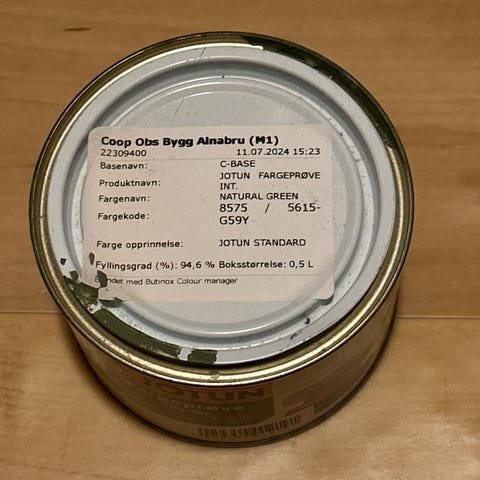 Coop Obs Bygg Alnabru (M1)
22309400 11.07.2024 15:23
Basenavn: C-BASE
Produktnavn: JOTUN FARGEPRØVE
INT.
Fargenavn: NATURAL GREEN
Fargekode: 8575 / 5615-
G59Y
Farge opprinnelse: JOTUN STANDARD
Fyllingsgrad (%): 94,6 % Boksstørrelse: 0,5 L
med Butinox Colour manager
JOTUN